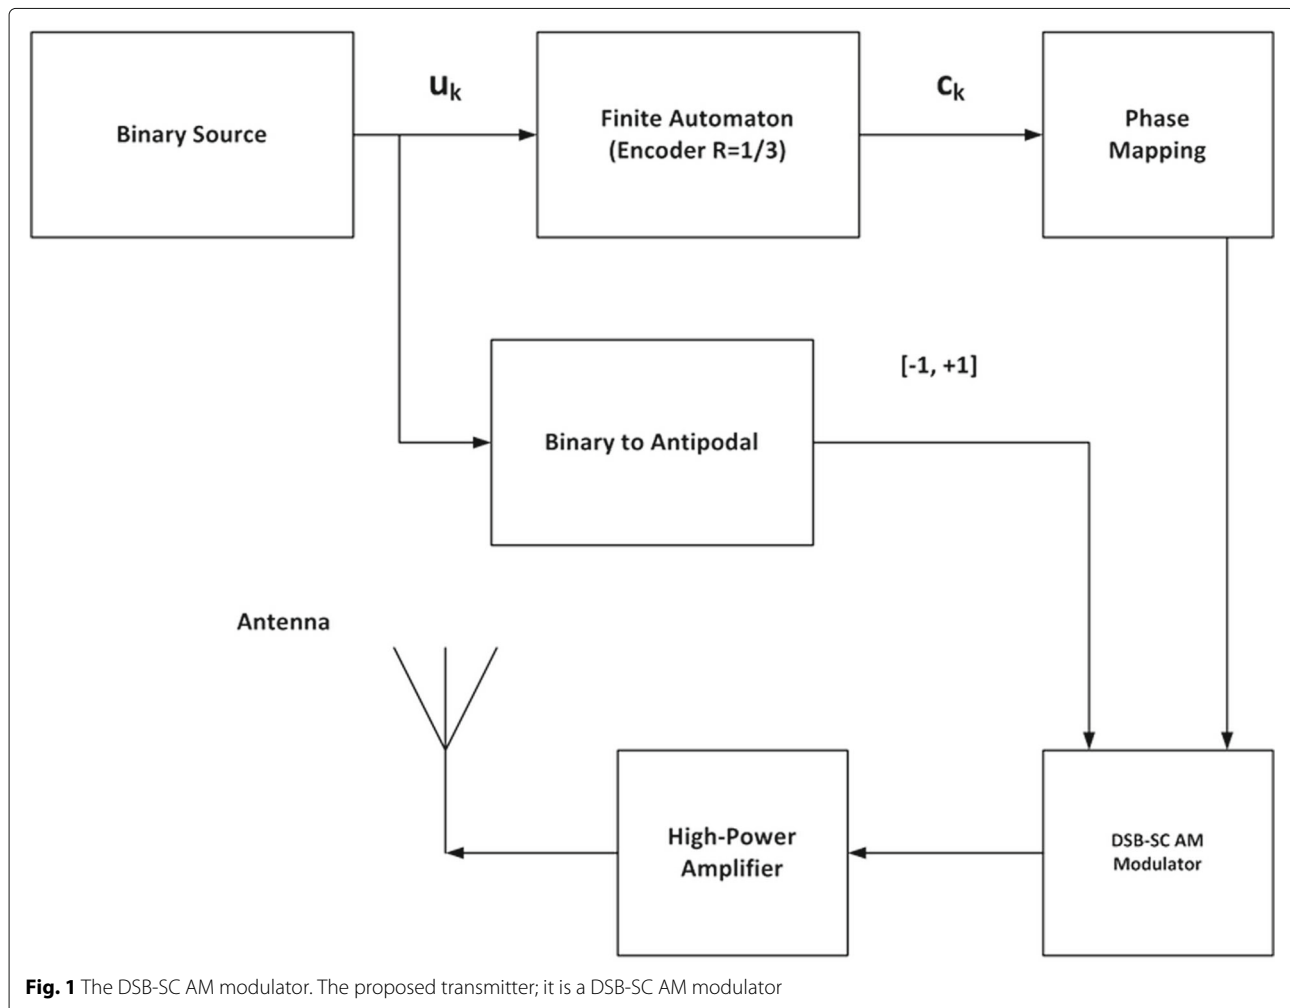 Binary Source
uk
Finite Automaton
(Encoder R=1/3)
ck
Phase
Mapping
Binary to Antipodal
[-1, +1]
Antenna
High-Power
Amplifier
DSB-SC AM
Modulator
Fig. 1 The DSB-SC AM modulator. The proposed transmitter; it is a DSB-SC AM modulator